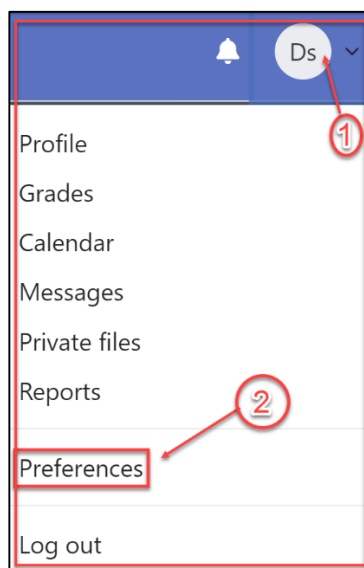 Ds
1
Profile
Grades
Calendar
Messages
Private files
Reports
2
Preferences
Log out